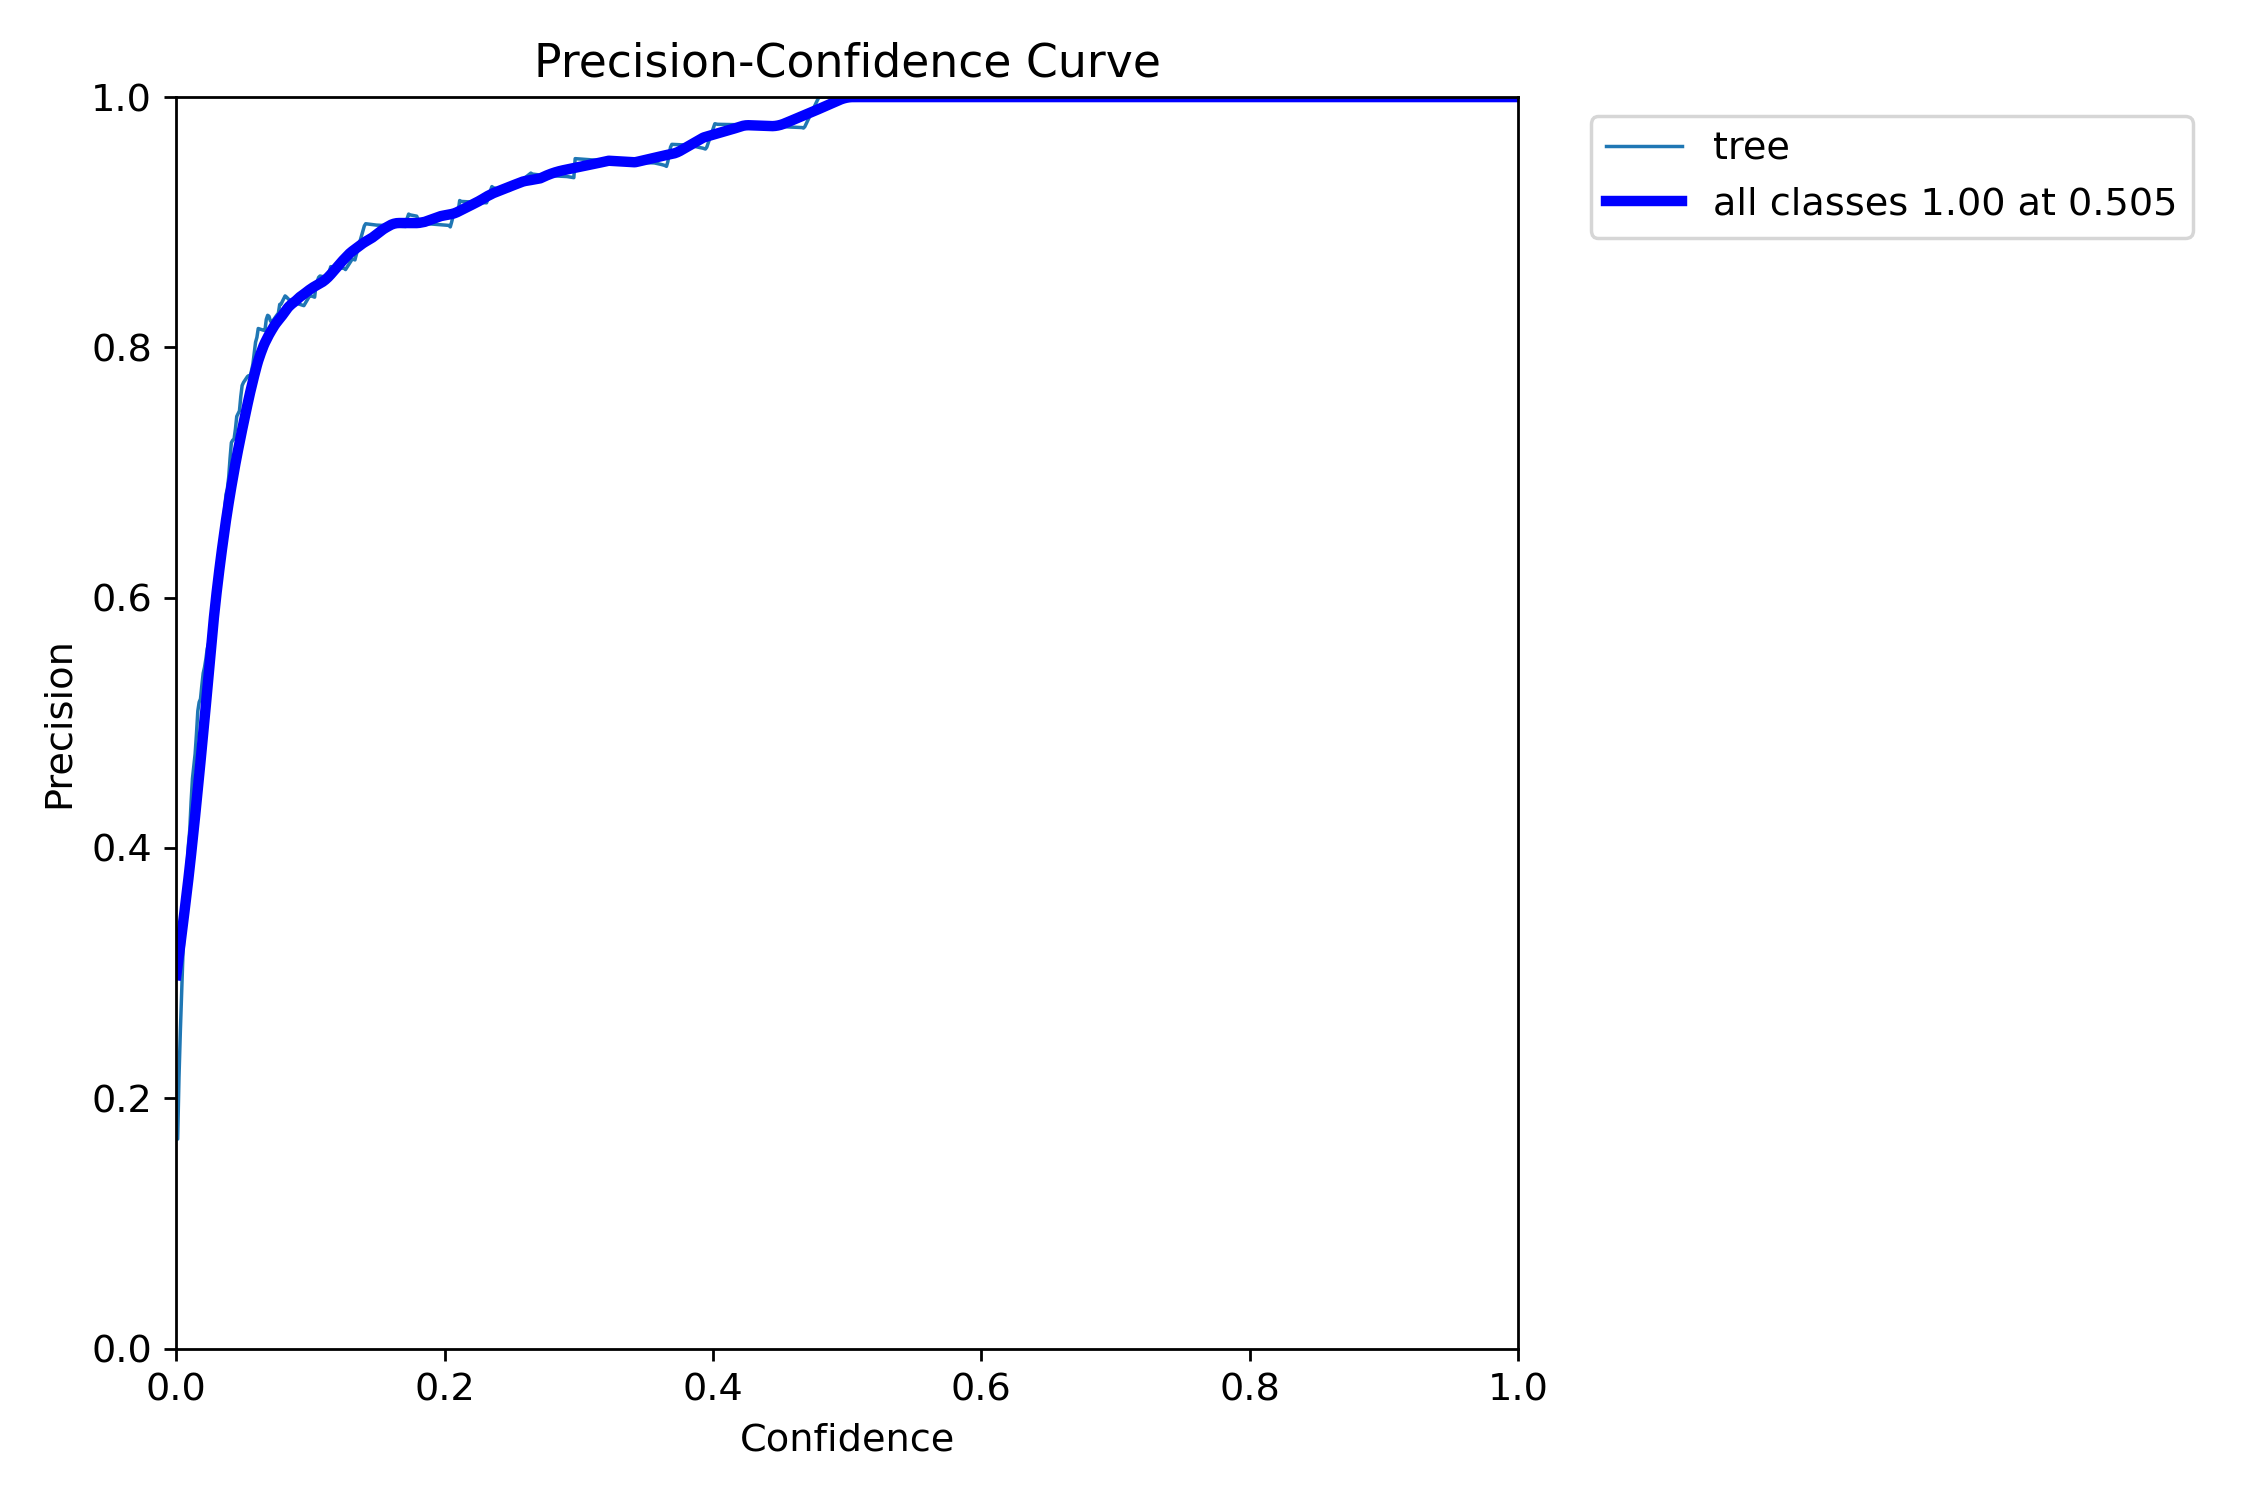 Precision-Confidence Curve
1.0
0.8
0.6
0.4
0.2
0.0
Precision
0.0 0.2 0.4 0.6 0.8 1.0
Confidence
tree
all classes 1.00 at 0.505